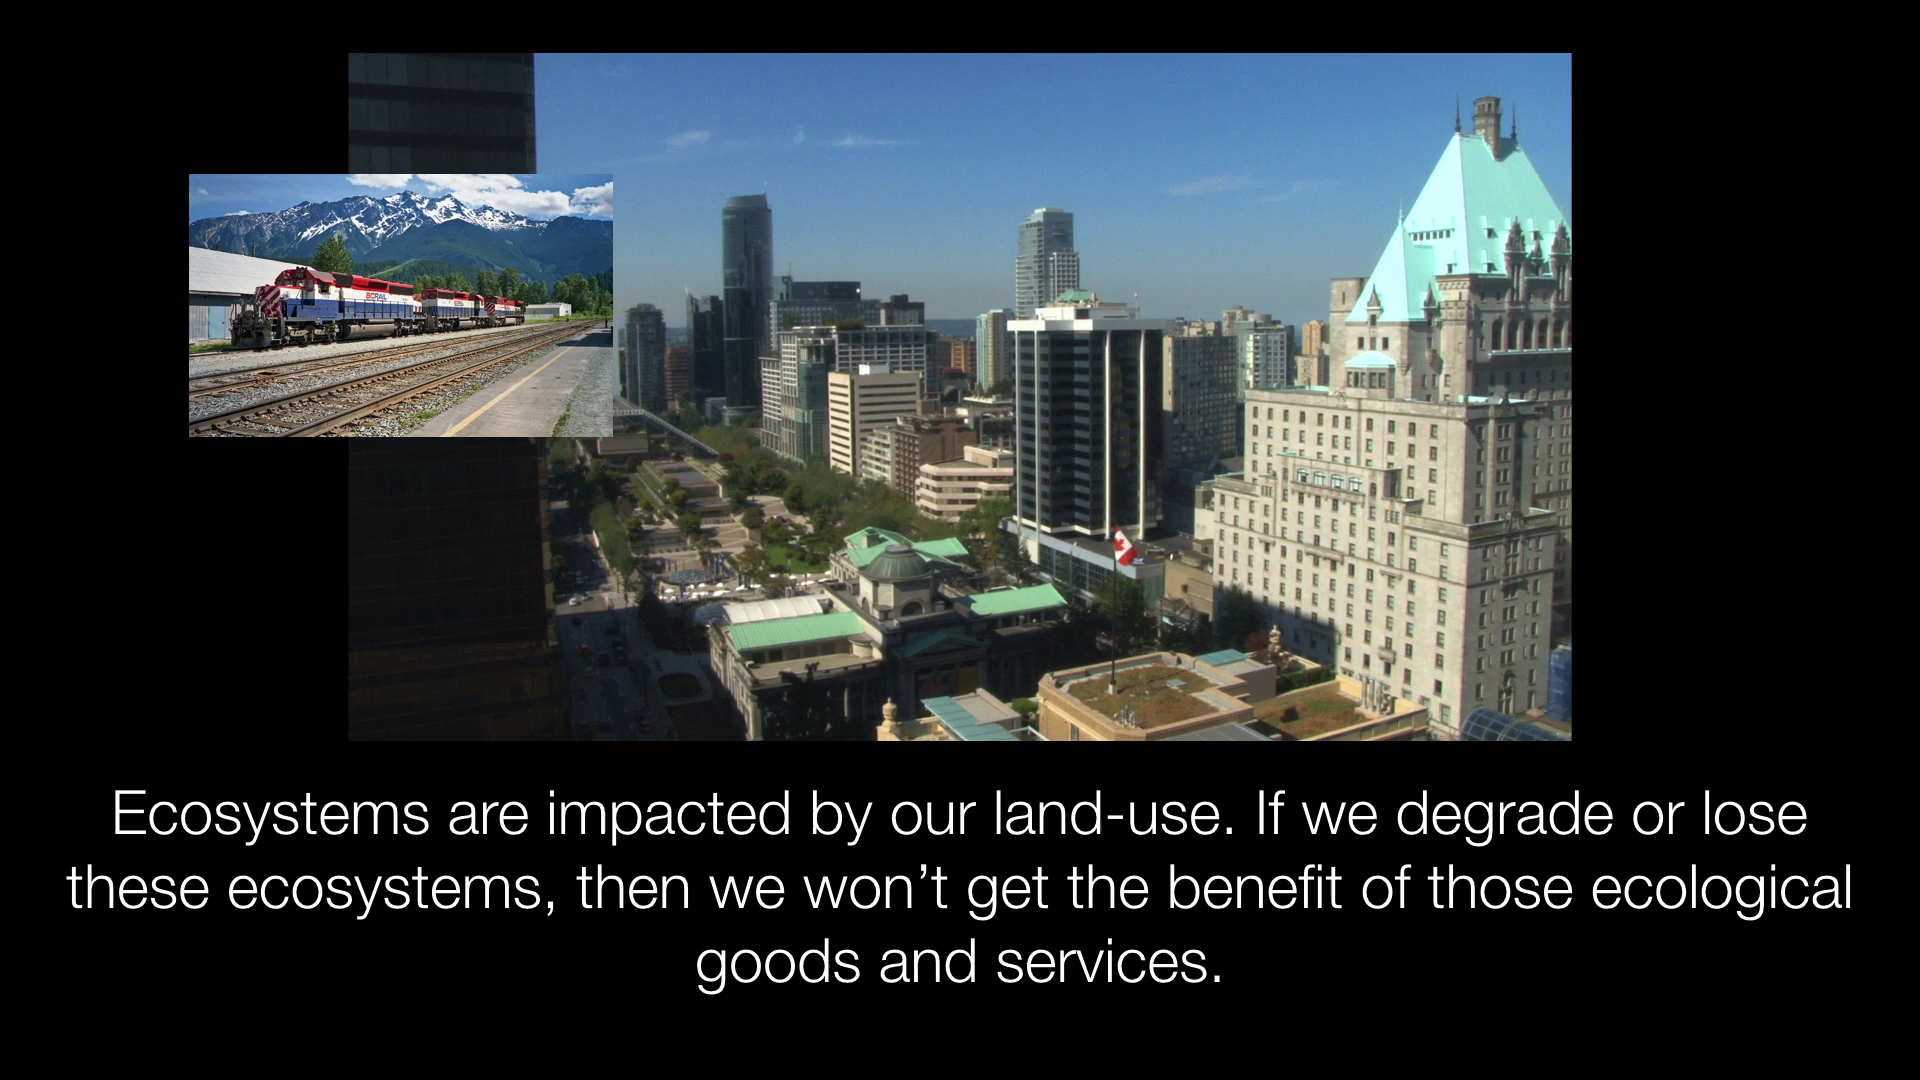 BCRAIL
Ecosystems are impacted by our land-use. If we degrade or lose
these ecosystems, then we won’t get the benefit of those ecological
goods and services.